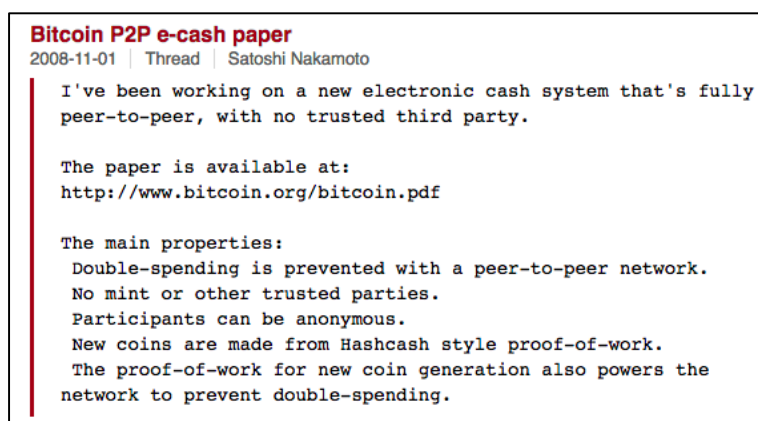 Bitcoin P2P e-cash paper
2008-11-01 | Thread | Satoshi Nakamoto
I've been working on a new electronic cash system that's fully
peer-to-peer, with no trusted third party.
The paper is available at:
http://www.bitcoin.org/bitcoin.pdf
The main properties:
Double-spending is prevented with a peer-to-peer network.
No mint or other trusted parties.
Participants can be anonymous.
New coins are made from Hashcash style proof-of-work.
The proof-of-work for new coin generation also powers the
network to prevent double-spending.